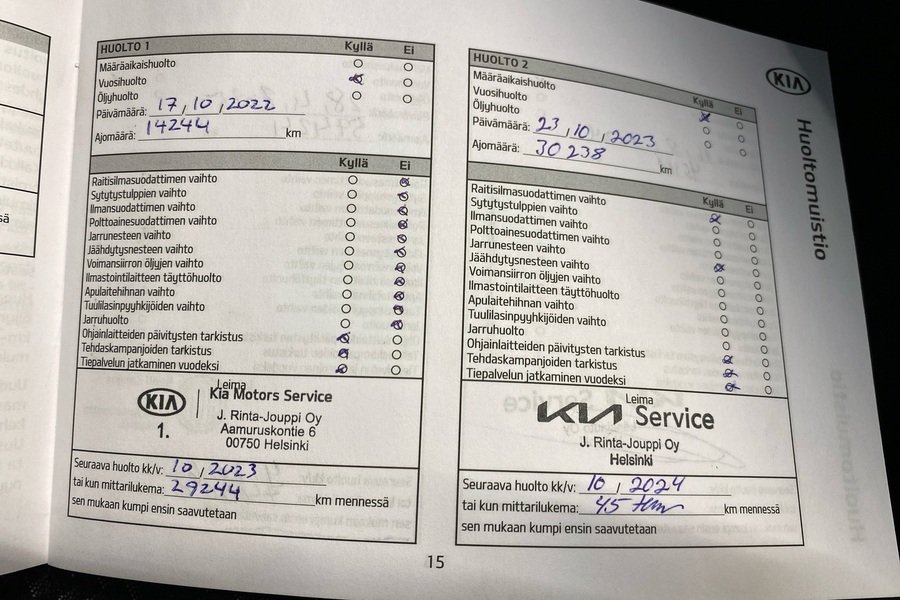 HUOLTO 1 Kyllä Ei
Määräaikaishuolto
Vuosihuolto
Öljyhuolto
Päivämäärä: 17, 10, 2022
Ajomäärä: 14244 km
Kyllä Ei
Raitisilmasuodattimen vaihto
Sytytystulppien vaihto
Ilmansuodattimen vaihto
Polttoainesuodattimen vaihto
Jarrunesteen vaihto
Jäähdytysnesteen vaihto
Voimansiirron öljyjen vaihto
Ilmastointilaitteen täyttöhuolto
Apulaitehihnan vaihto
Tuulilasinpyyhkijöiden vaihto
Jarruhuolto
Ohjainlaitteiden päivitysten tarkistus
Tehdaskampanjoiden tarkistus
Tiepalvelun jatkaminen vuodeksi
Leima
KIA Kia Motors Service
1.
J. Rinta-Jouppi Oy
Aamuruskontie 6
00750 Helsinki
Seuraava huolto kk/v: 10, 2023
tai kun mittarilukema: 29244 km mennessä
sen mukaan kumpi ensin saavutetaan
HUOLTO 2 Kyllä Ei
Määräaikaishuolto
Vuosihuolto
Öljyhuolto
Päivämäärä: 23, 10, 2023
Ajomäärä: 30 238 km
Kyllä Ei
Raitisilmasuodattimen vaihto
Sytytystulppien vaihto
Ilmansuodattimen vaihto
Polttoainesuodattimen vaihto
Jarrunesteen vaihto
Jäähdytysnesteen vaihto
Voimansiirron öljyjen vaihto
Ilmastointilaitteen täyttöhuolto
Apulaitehihnan vaihto
Tuulilasinpyyhkijöiden vaihto
Jarruhuolto
Ohjainlaitteiden päivitysten tarkistus
Tehdaskampanjoiden tarkistus
Tiepalvelun jatkaminen vuodeksi
Leima
KIA Service
J. Rinta-Jouppi Oy
Helsinki
Seuraava huolto kk/v: 10, 2024
tai kun mittarilukema: 45 km mennessä
sen mukaan kumpi ensin saavutetaan
KIA
Huoltomuistio
15